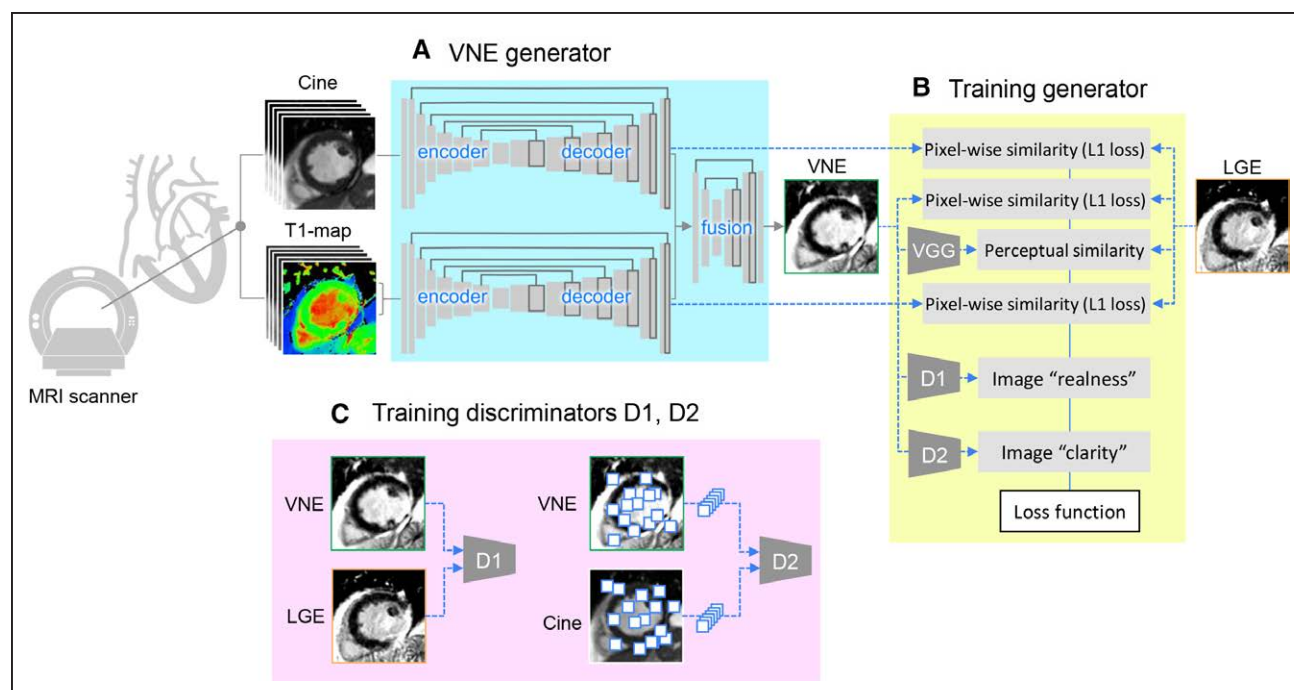 A VNE generator
Cine
encoder
decoder
T1-map
encoder
decoder
fusion
VNE
MRI scanner
B Training generator
Pixel-wise similarity (L1 loss)
Pixel-wise similarity (L1 loss)
VGG
Perceptual similarity
Pixel-wise similarity (L1 loss)
D1
Image “realness”
D2
Image “clarity”
Loss function
LGE
C Training discriminators D1, D2
VNE
LGE
D1
VNE
Cine
D2